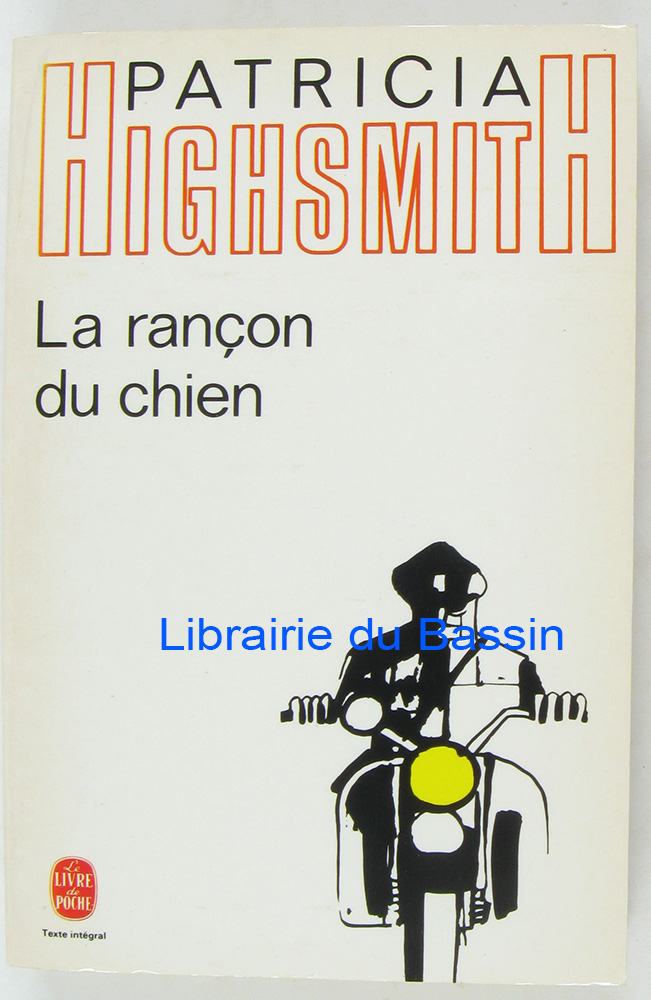 PATRICIA
HIGHSMITH
La rançon
du chien
Librairie du Bassin
Le
LIVRE
de
POCHE
Texte intégral